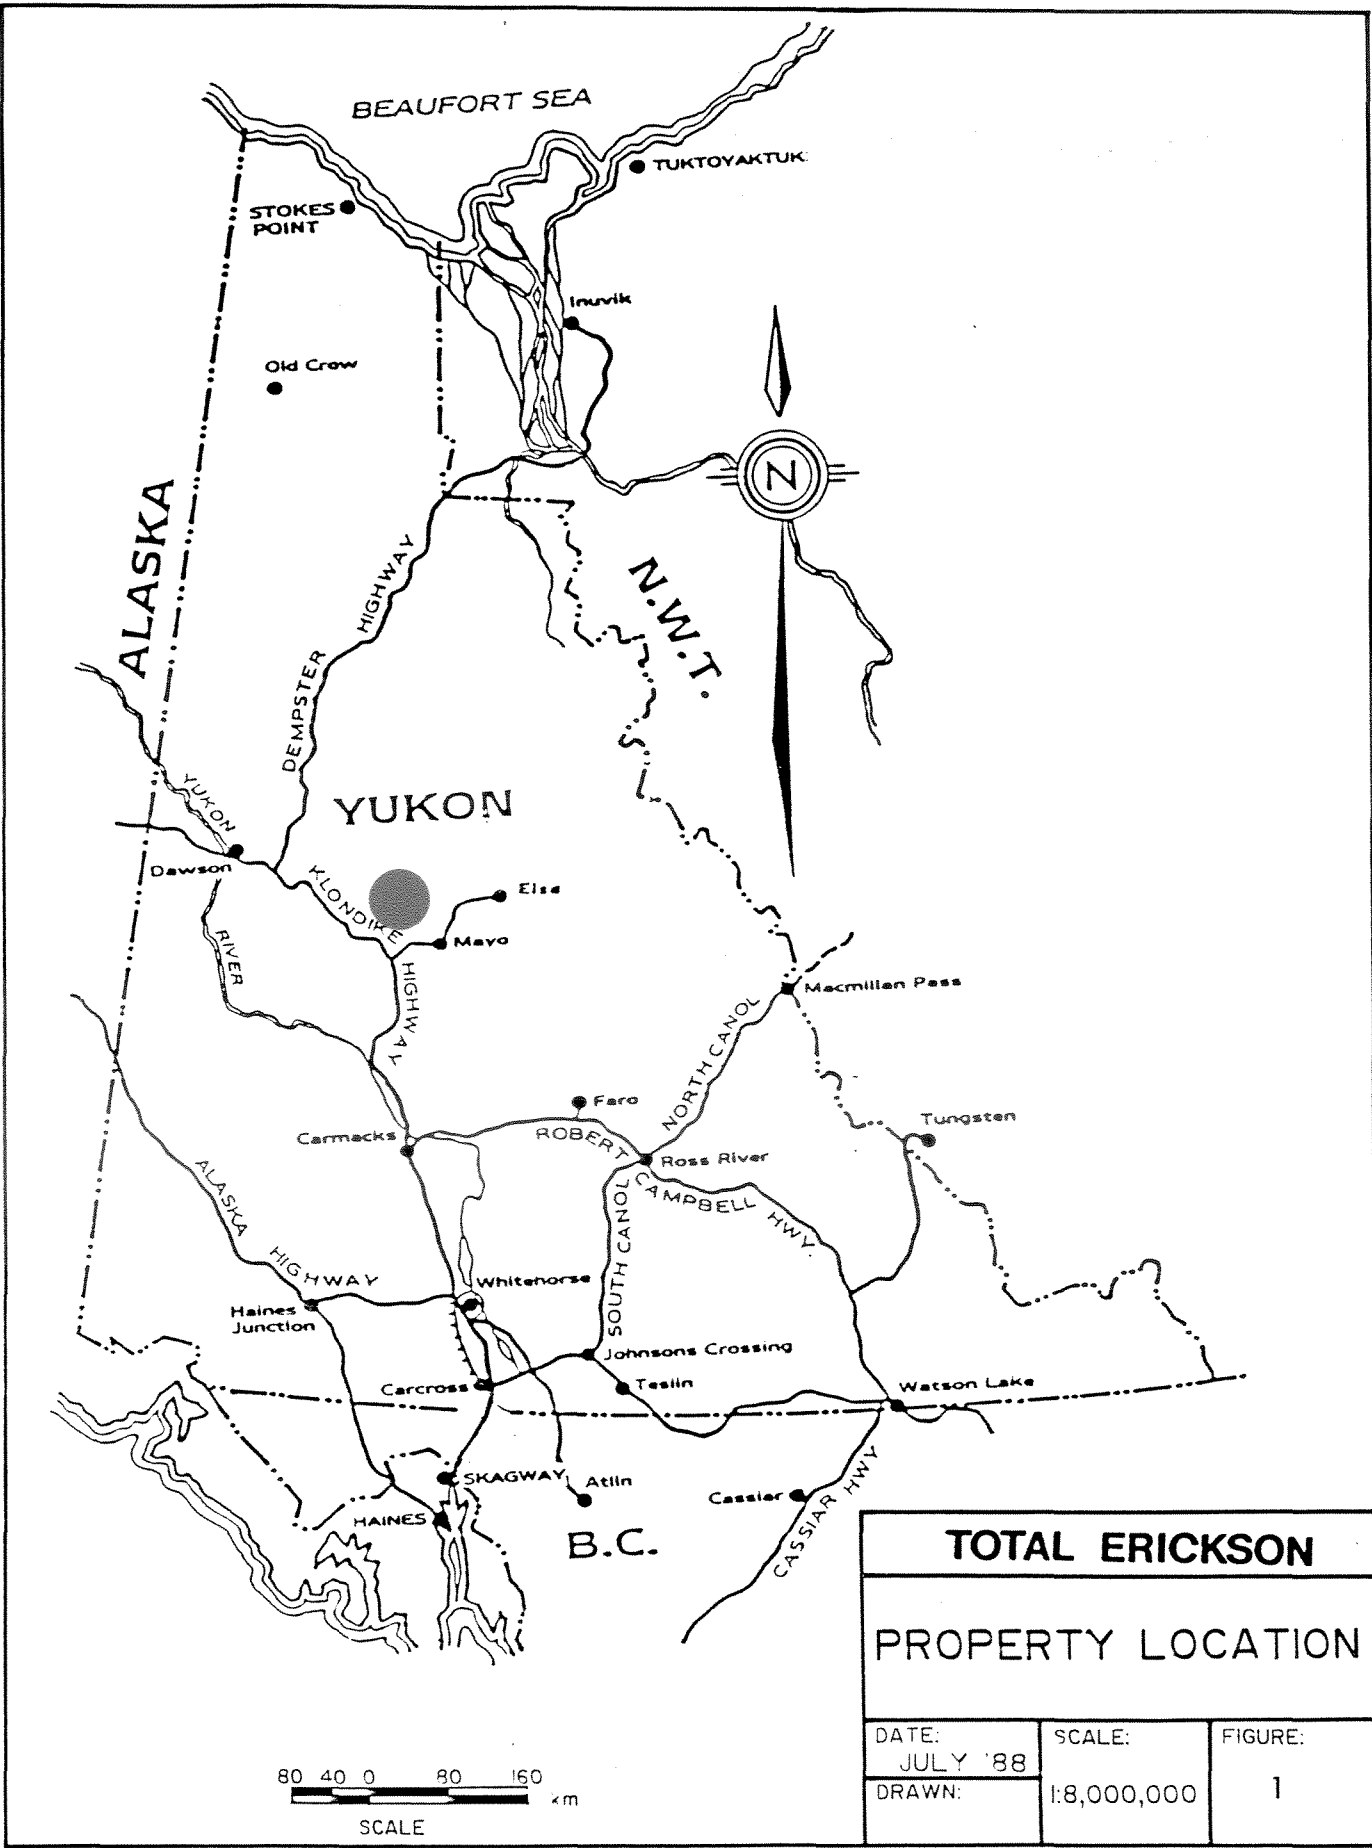 BEAUFORT SEA
TUKTOYAKTUK
STOKES
POINT
Inuvik
Old Crow
N
ALASKA
HIGHWAY
DEMPSTER
N.W.T.
YUKON
YUKON
Dawson
KLONDIKE
Elsa
Mayo
RIVER
HIGHWAY
Macmillan Pass
NORTH CANOL
Faro
Tungsten
Carmacks
ROBERT
Ross River
ALASKA
CAMPBELL
HWY.
SOUTH CANOL
HIGHWAY
Whitehorse
Haines
Junction
Johnsons Crossing
Carcross
Teslin
Watson Lake
SKAGWAY
Atlin
Cassiar
CASSIAR HWY
HAINES
B.C.
TOTAL ERICKSON
PROPERTY LOCATION
DATE:
JULY '88
SCALE:
1:8,000,000
FIGURE:
1
DRAWN:
80 40 0 80 160
km
SCALE